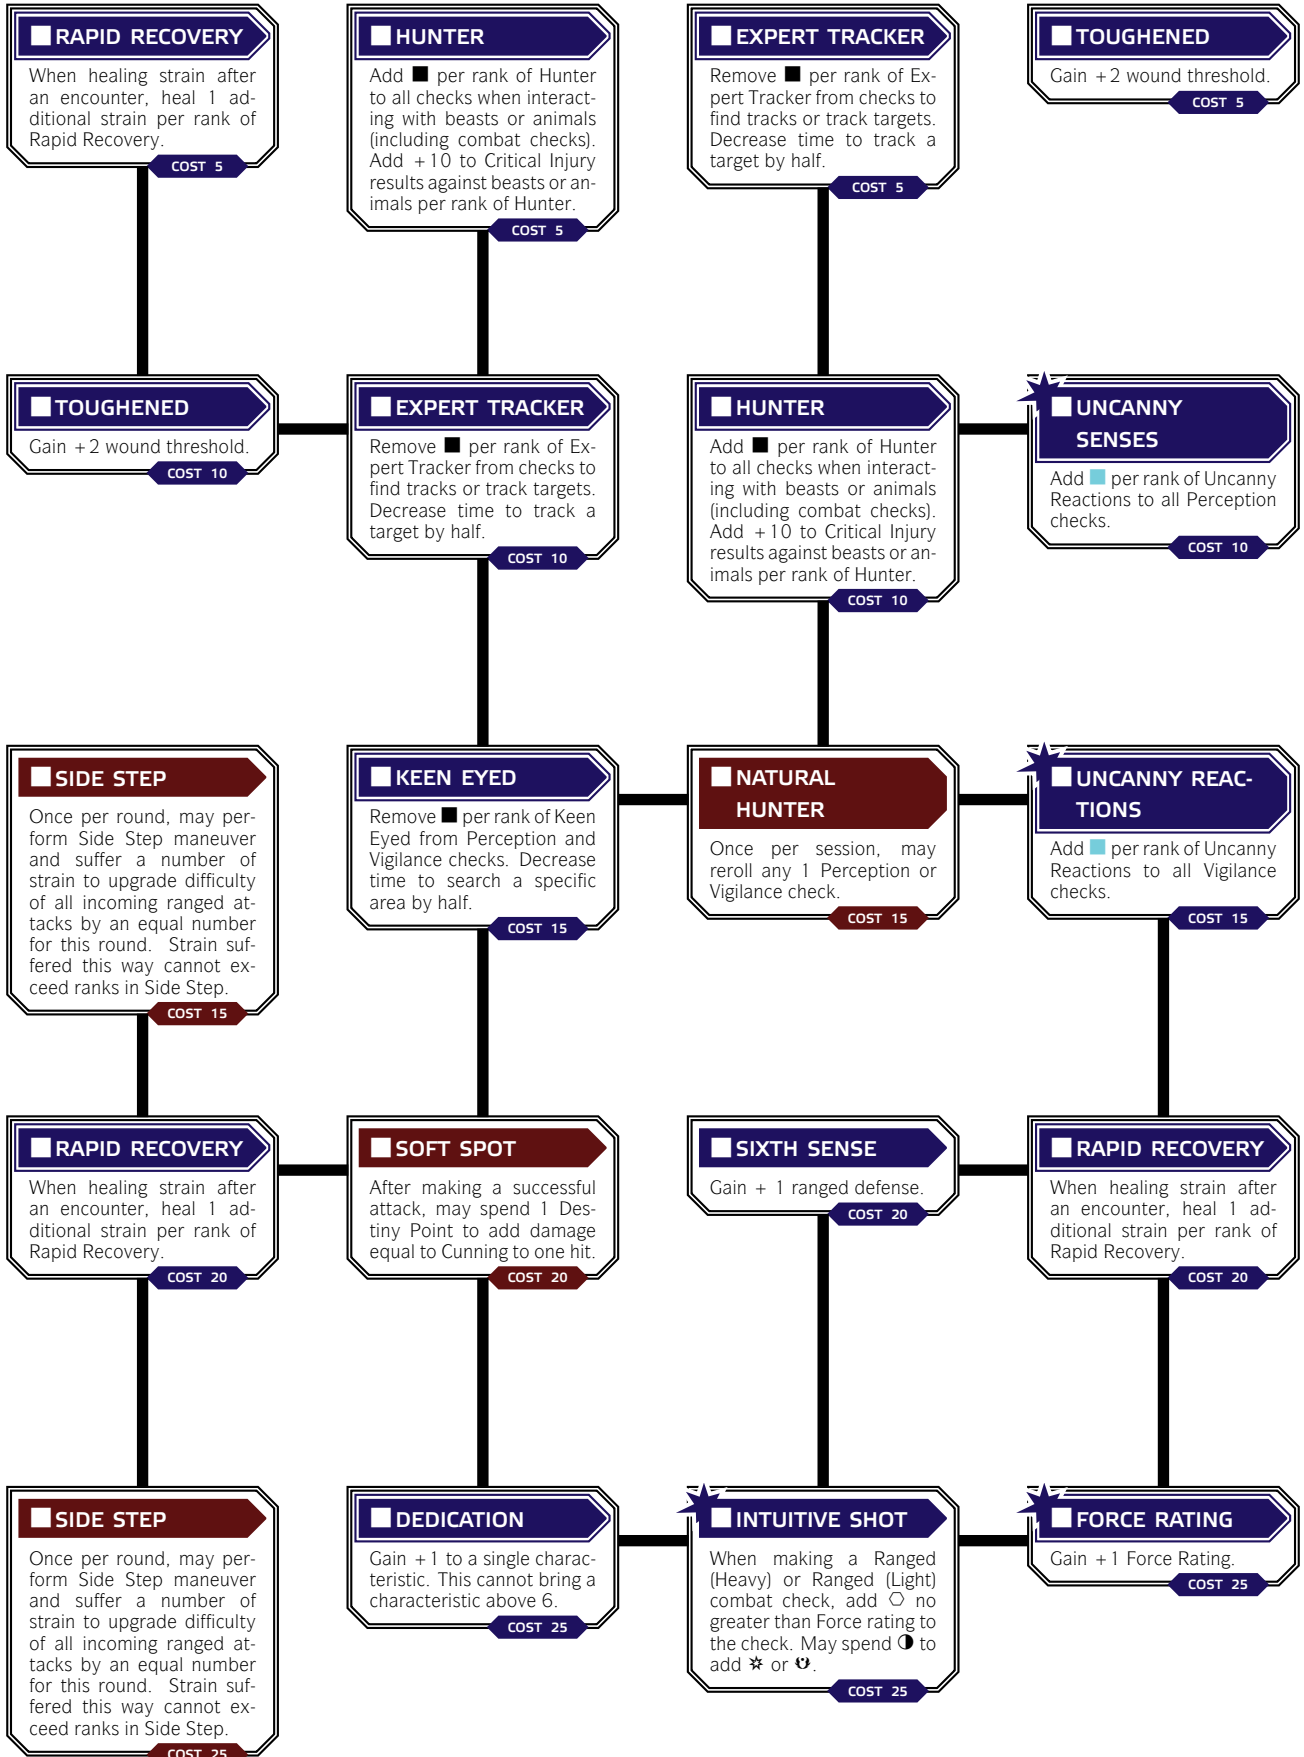 RAPID RECOVERY
When healing strain after
an encounter, heal 1 ad-
ditional strain per rank of
Rapid Recovery.
COST 5
HUNTER
Add ■ per rank of Hunter
to all checks when interact-
ing with beasts or animals
(including combat checks).
Add +10 to Critical Injury
results against beasts or an-
imals per rank of Hunter.
COST 5
EXPERT TRACKER
Remove ■ per rank of Ex-
pert Tracker from checks to
find tracks or track targets.
Decrease time to track a
target by half.
COST 5
TOUGHENED
Gain +2 wound threshold.
COST 5
TOUGHENED
Gain +2 wound threshold.
COST 10
EXPERT TRACKER
Remove ■ per rank of Ex-
pert Tracker from checks to
find tracks or track targets.
Decrease time to track a
target by half.
COST 10
HUNTER
Add ■ per rank of Hunter
to all checks when interact-
ing with beasts or animals
(including combat checks).
Add +10 to Critical Injury
results against beasts or an-
imals per rank of Hunter.
COST 10
UNCANNY
SENSES
Add ■ per rank of Uncanny
Reactions to all Perception
checks.
COST 10
SIDE STEP
Once per round, may per-
form Side Step maneuver
and suffer a number of
strain to upgrade difficulty
of all incoming ranged at-
tacks by an equal number
for this round. Strain suf-
fered this way cannot ex-
ceed ranks in Side Step.
COST 15
KEEN EYED
Remove ■ per rank of Keen
Eyed from Perception and
Vigilance checks. Decrease
time to search a specific
area by half.
COST 15
NATURAL
HUNTER
Once per session, may
reroll any 1 Perception or
Vigilance check.
COST 15
UNCANNY REAC-
TIONS
Add ■ per rank of Uncanny
Reactions to all Vigilance
checks.
COST 15
RAPID RECOVERY
When healing strain after
an encounter, heal 1 ad-
ditional strain per rank of
Rapid Recovery.
COST 20
SOFT SPOT
After making a successful
attack, may spend 1 Des-
tiny Point to add damage
equal to Cunning to one hit.
COST 20
SIXTH SENSE
Gain + 1 ranged defense.
COST 20
RAPID RECOVERY
When healing strain after
an encounter, heal 1 ad-
ditional strain per rank of
Rapid Recovery.
COST 20
SIDE STEP
Once per round, may per-
form Side Step maneuver
and suffer a number of
strain to upgrade difficulty
of all incoming ranged at-
tacks by an equal number
for this round. Strain suf-
fered this way cannot ex-
ceed ranks in Side Step.
COST 25
DEDICATION
Gain +1 to a single charac-
teristic. This cannot bring a
characteristic above 6.
COST 25
INTUITIVE SHOT
When making a Ranged
(Heavy) or Ranged (Light)
combat check, add ⬡ no
greater than Force rating to
the check. May spend ◑ to
add or .
COST 25
FORCE RATING
Gain +1 Force Rating.
COST 25